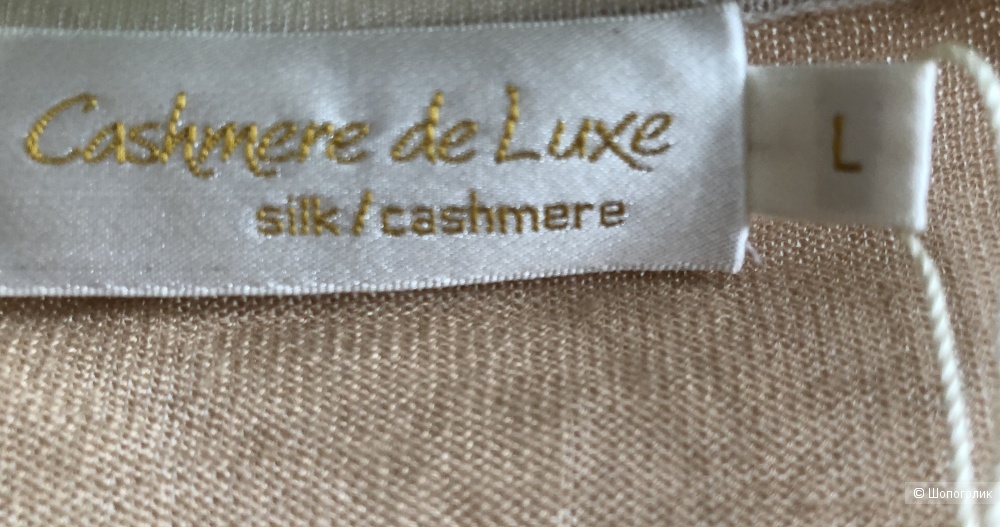 Cashmere de Luxe
silk/cashmere
L
© Шопоголик